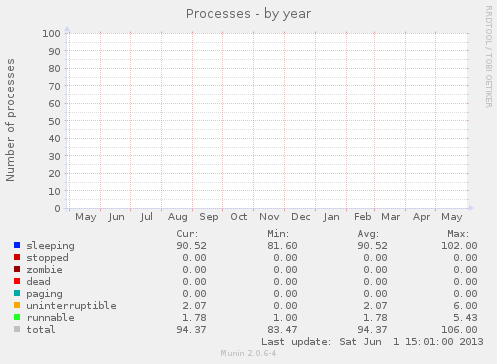 Processes - by year
RRDTOOL / TOBI OETIKER
Number of processes
100
90
80
70
60
50
40
30
20
10
0
May Jun Jul Aug Sep Oct Nov Dec Jan Feb Mar Apr May
Cur: Min: Avg: Max:
sleeping 90.52 81.60 90.52 102.00
stopped 0.00 0.00 0.00 0.00
zombie 0.00 0.00 0.00 0.00
dead 0.00 0.00 0.00 0.00
paging 0.00 0.00 0.00 0.00
uninterruptible 2.07 0.00 2.07 6.00
runnable 1.78 1.00 1.78 5.43
total 94.37 83.47 94.37 106.00
Last update: Sat Jun 1 15:01:00 2013
Munin 2.0.6-4